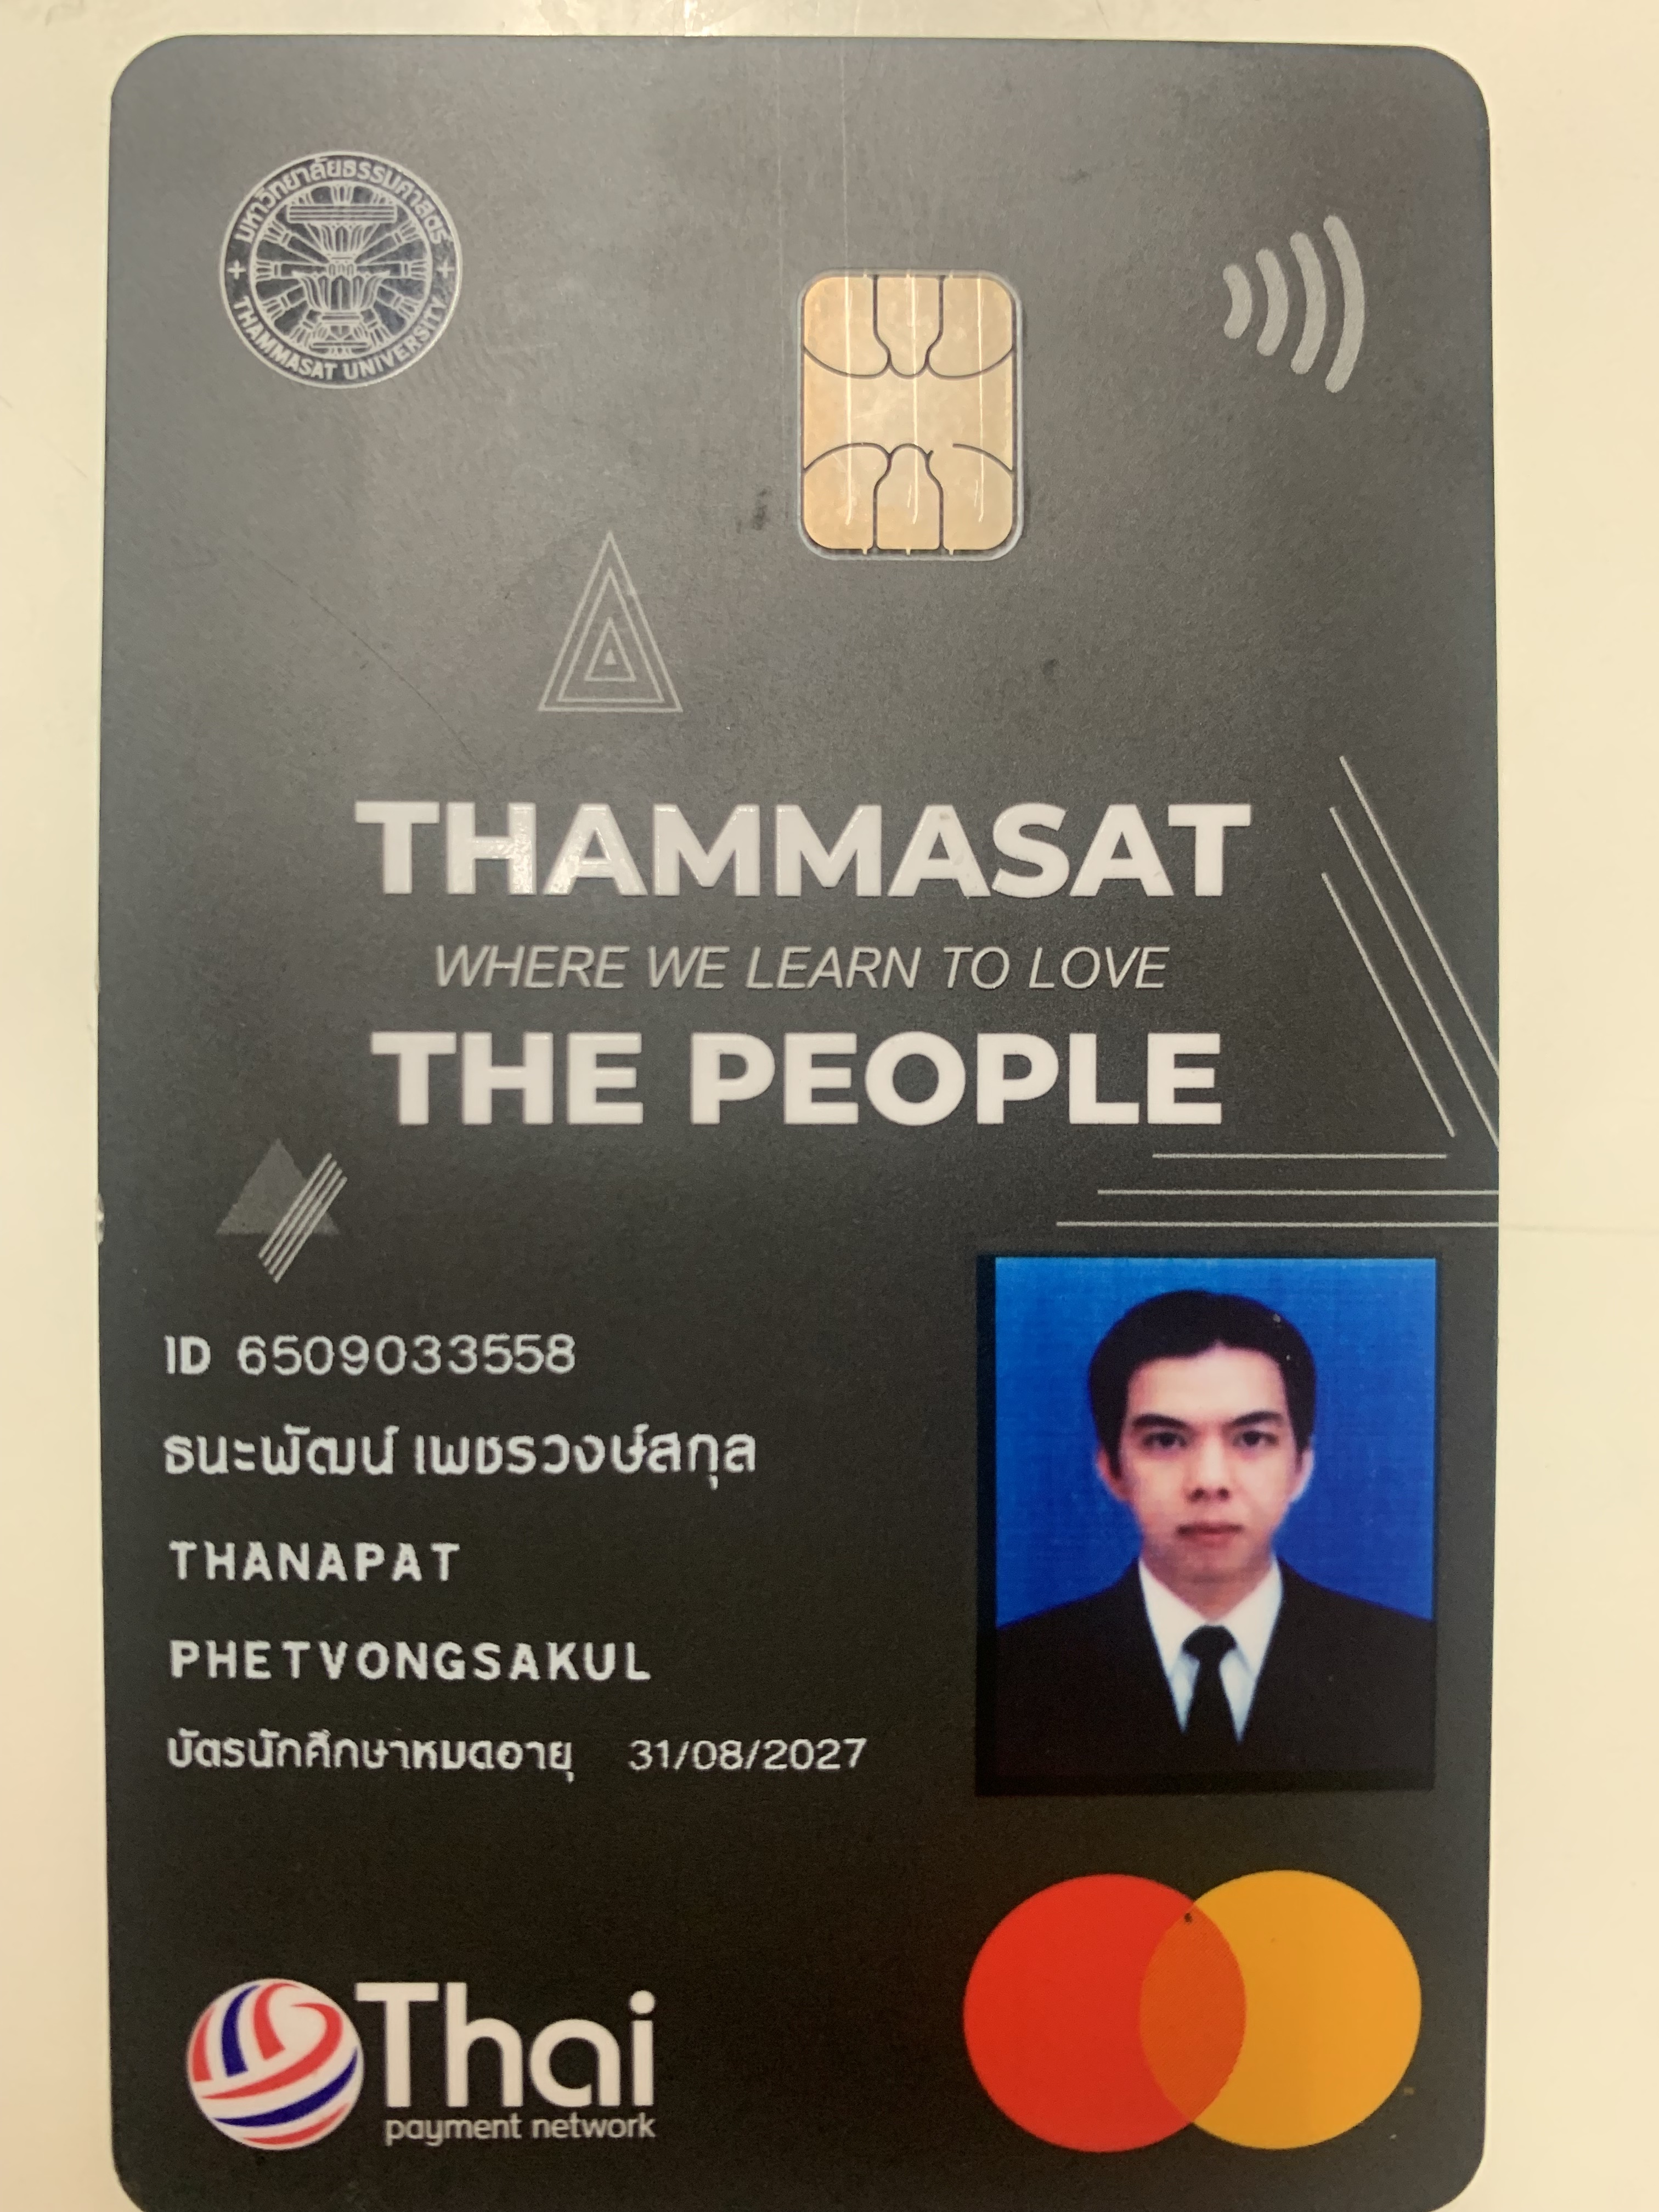 มหาวิทยาลัยธรรมศาสตร์
THAMMASAT UNIVERSITY
THAMMASAT
WHERE WE LEARN TO LOVE
THE PEOPLE
ID 6509033558
ธนะพัฒน์ เพชรวงษ์สกุล
THANAPAT
PHETVONGSAKUL
บัตรนักศึกษาหมดอายุ 31/08/2027
Thai
payment network